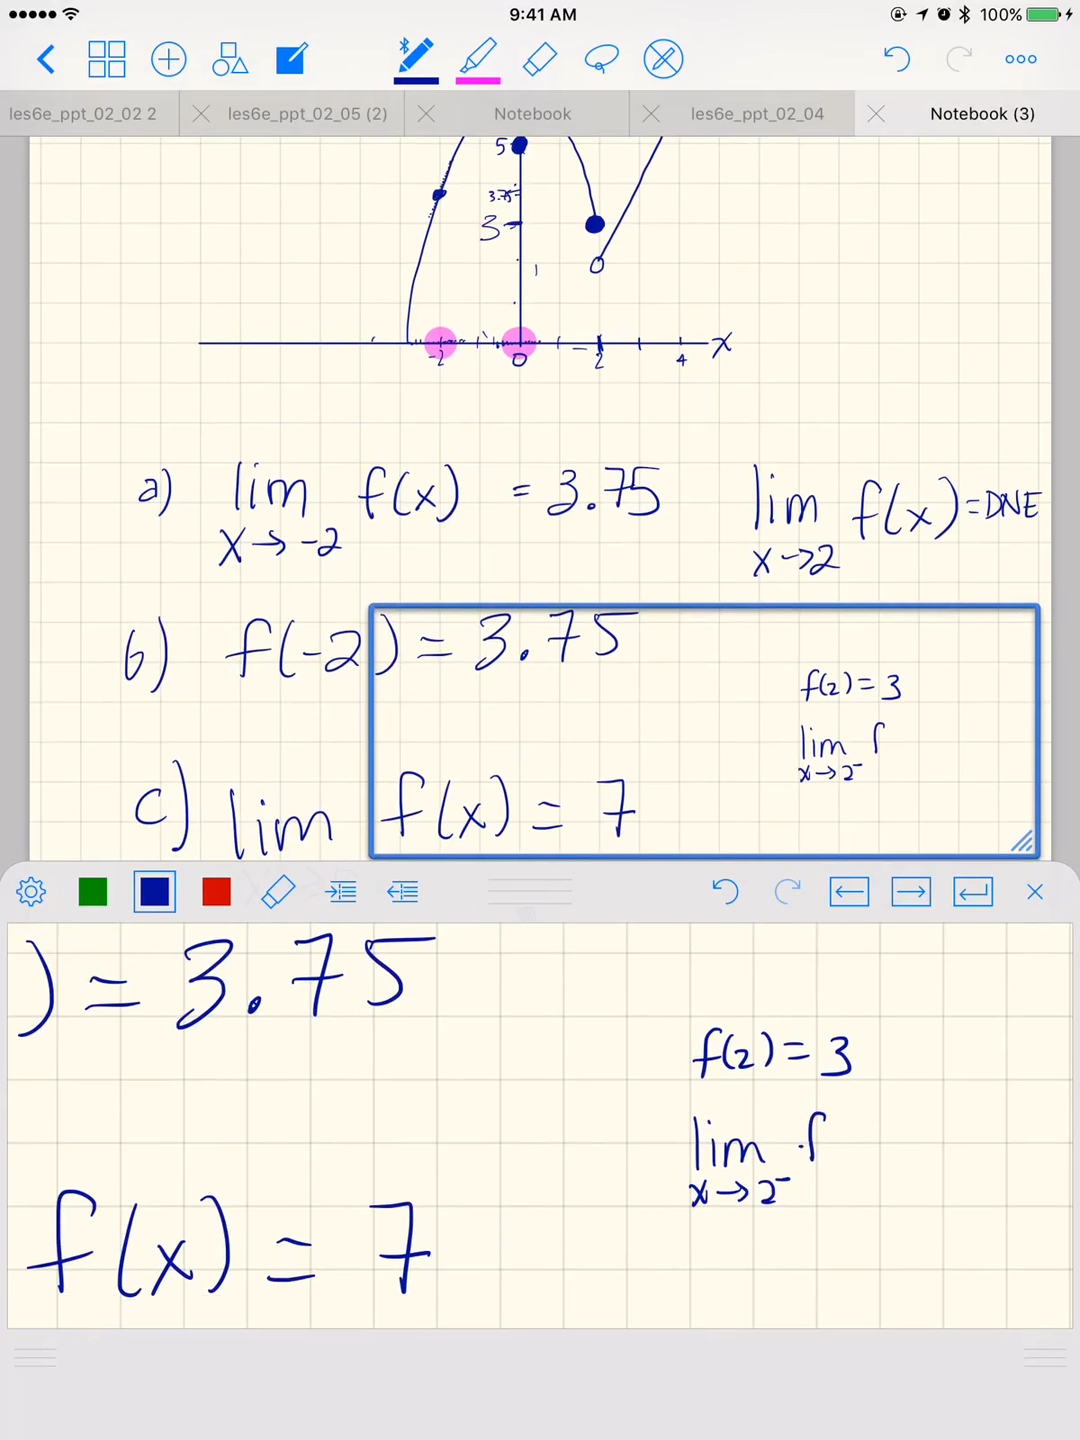 9:41 AM 100%
les6e_ppt_02_02 2 les6e_ppt_02_05 (2) Notebook les6e_ppt_02_04 Notebook (3)
5
3.75
3
-2 0 2 4 x
a) lim f(x) = 3.75 lim f(x) = DNE
x→-2 x→2
b) f(-2) = 3.75
f(2) = 3
lim f
x→2⁻
c) lim f(x) = 7
) = 3.75
f(2) = 3
lim f
x→2⁻
f(x) = 7